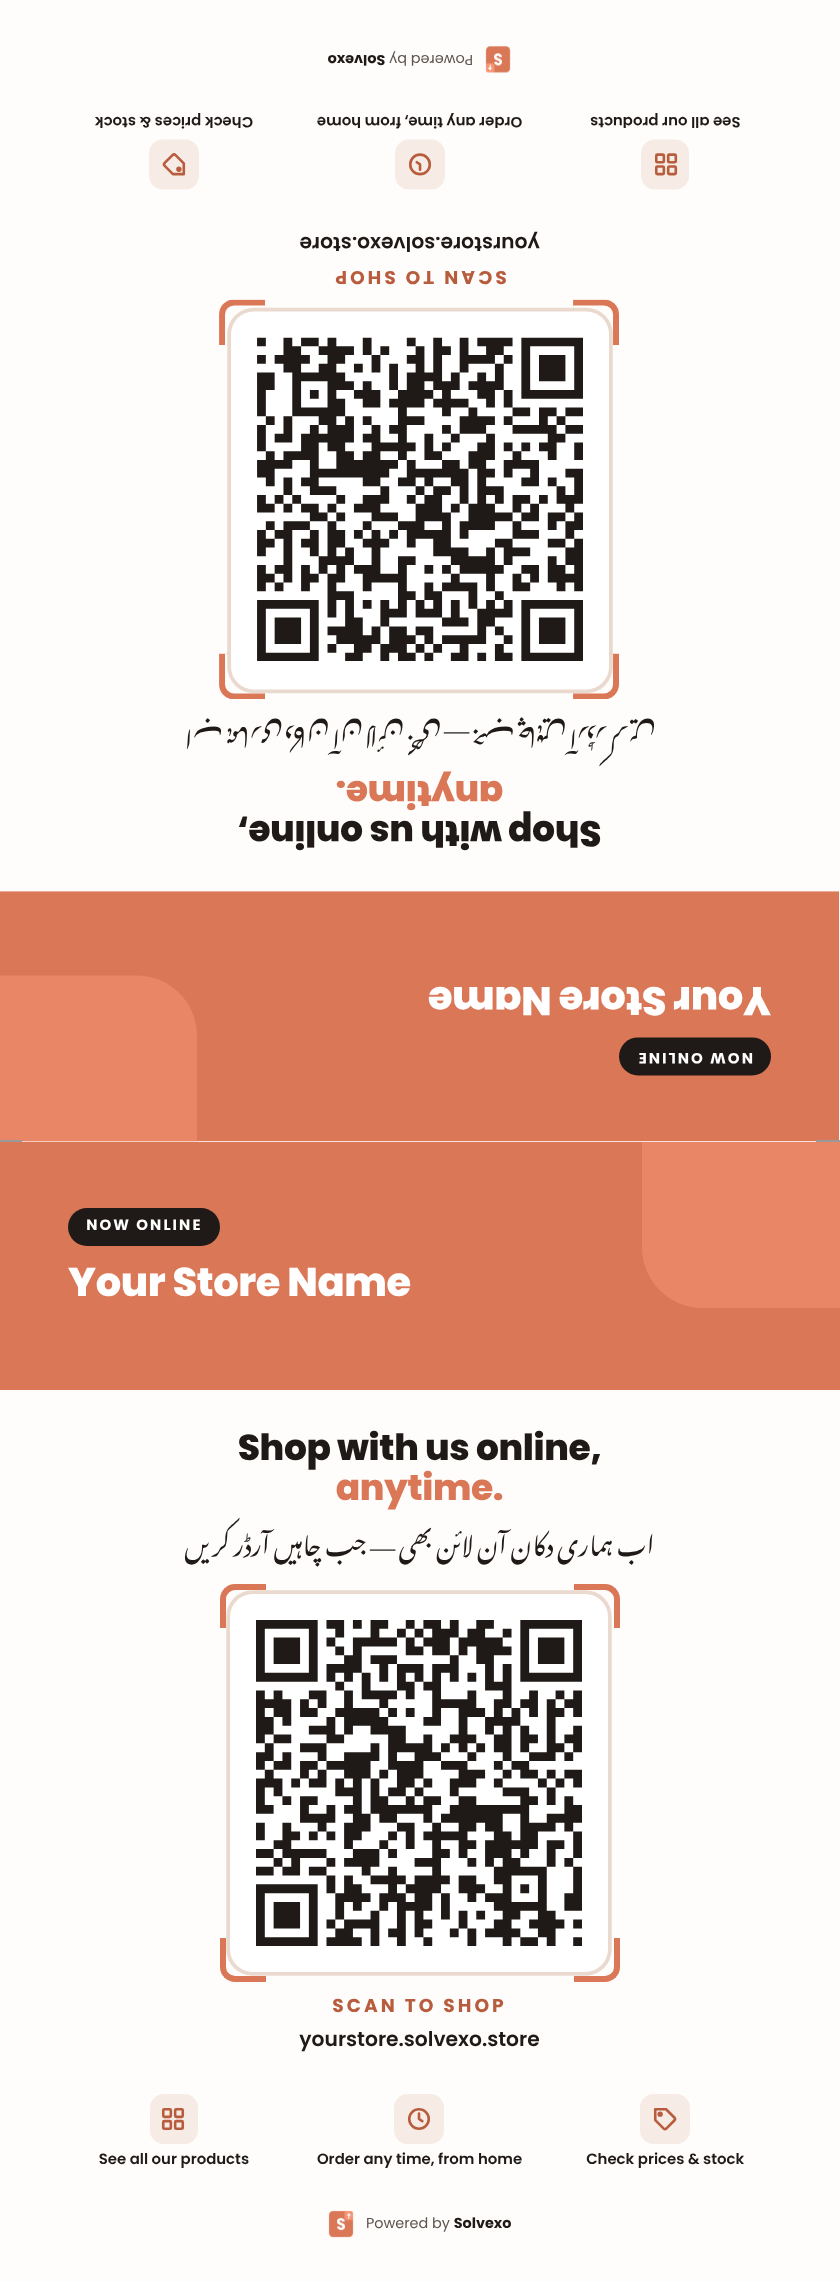 Powered by Solvexo
Check prices & stock
Order any time, from home
See all our products
yourstore.solvexo.store
SCAN TO SHOP
اب ہماری دکان آن لائن بھی — جب چاہیں آرڈر کریں
anytime.
Shop with us online,
Your Store Name
NOW ONLINE
NOW ONLINE
Your Store Name
Shop with us online,
anytime.
اب ہماری دکان آن لائن بھی — جب چاہیں آرڈر کریں
SCAN TO SHOP
yourstore.solvexo.store
See all our products
Order any time, from home
Check prices & stock
S Powered by Solvexo